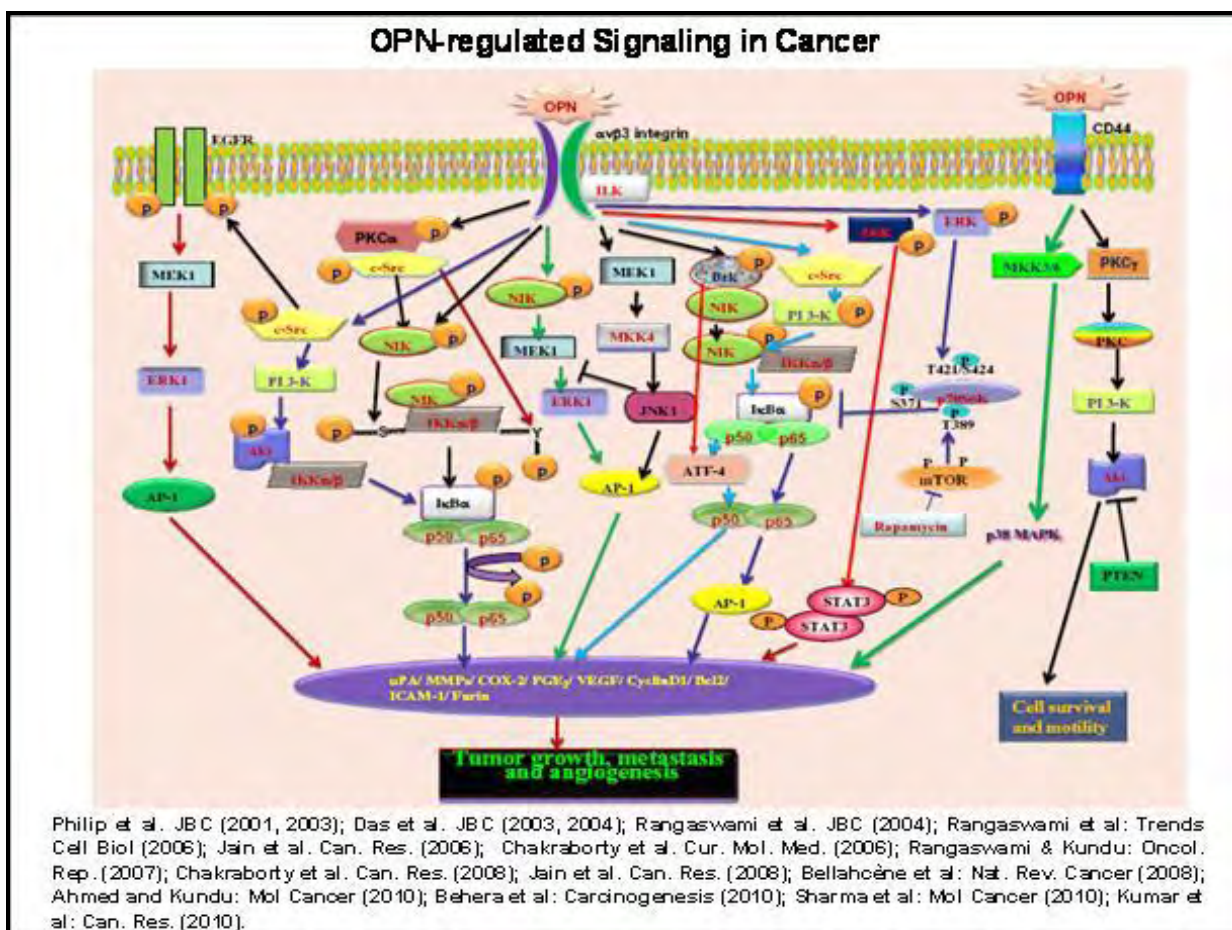 OPN-regulated Signaling in Cancer
OPN
OPN
EGFR
αvβ3 integrin
CD44
ILK
P
P
PKCα
P
ERK
P
P
MEK1
P
c-Src
MEK1
Brk
P
c-Src
P
MKK3/6
PKCγ
NIK
P
NIK
PI 3-K
P
P
c-Src
NIK
P
MEK1
MKK4
NIK
P
IKKα/β
PKC
ERK1
PI 3-K
ERK1
JNK1
P
T421/S424
P
S371
p70S6K
P
T389
PI 3-K
NIK
P
IκBα
P
p50
p65
P
Akt
P
S
IKKα/β
Y
P
ATF-4
P
P
mTOR
Akt
AP-1
IKKα/β
P
IκBα
P
AP-1
p50
p65
Rapamycin
p38 MAPK
PTEN
p50
p65
P
P
p50
p65
AP-1
STAT3
P
P
STAT3
uPA/ MMPs/ COX-2/ PGE2/ VEGF/ CyclinD1/ Bcl2/
ICAM-1/ Furin
Cell survival
and motility
Tumor growth, metastasis
and angiogenesis
Philip et al. JBC (2001, 2003); Das et al. JBC (2003, 2004); Rangaswami et al. JBC (2004); Rangaswami et al: Trends
Cell Biol (2006); Jain et al. Can. Res. (2006); Chakraborty et al. Cur. Mol. Med. (2006); Rangaswami & Kundu: Oncol.
Rep. (2007); Chakraborty et al. Can. Res. (2008); Jain et al. Can. Res. (2008); Bellahcène et al: Nat. Rev. Cancer (2008);
Ahmed and Kundu: Mol Cancer (2010); Behera et al: Carcinogenesis (2010); Sharma et al: Mol Cancer (2010); Kumar et
al: Can. Res. (2010).